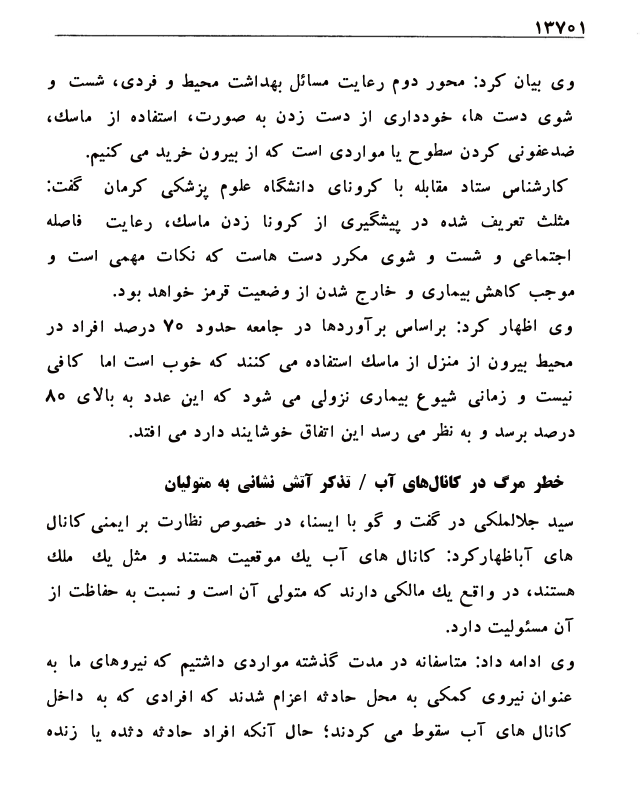 ۱۳۷۰۱
وی بیان کرد: محور دوم رعایت مسائل بهداشت محیط و فردی، شست و
شوی دست ها، خودداری از دست زدن به صورت، استفاده از ماسك،
ضدعفونی کردن سطوح یا مواردی است که از بیرون خرید می کنیم.
کارشناس ستاد مقابله با کرونای دانشگاه علوم پزشکی کرمان گفت:
مثلث تعریف شده در پیشگیری از کرونا زدن ماسك، رعایت فاصله
اجتماعی و شست و شوی مکرر دست هاست که نکات مهمی است و
موجب کاهش بیماری و خارج شدن از وضعیت قرمز خواهد بود.
وی اظهار کرد: براساس برآوردها در جامعه حدود ۷۰ درصد افراد در
محیط بیرون از منزل از ماسك استفاده می کنند که خوب است اما کافی
نیست و زمانی شیوع بیماری نزولی می شود که این عدد به بالای ۸۰
درصد برسد و به نظر می رسد این اتفاق خوشایند دارد می افتد.
خطر مرگ در کانال‌های آب / تذکر آتش نشانی به متولیان
سید جلالملکی در گفت و گو با ایسنا، در خصوص نظارت بر ایمنی کانال
های آباظهارکرد: کانال های آب يك موقعیت هستند و مثل يك ملك
هستند، در واقع يك مالکی دارند که متولی آن است و نسبت به حفاظت از
آن مسئولیت دارد.
وی ادامه داد: متاسفانه در مدت گذشته مواردی داشتیم که نیروهای ما به
عنوان نیروی کمکی به محل حادثه اعزام شدند که افرادی که به داخل
کانال های آب سقوط می کردند؛ حال آنکه افراد حادثه دثده یا زنده